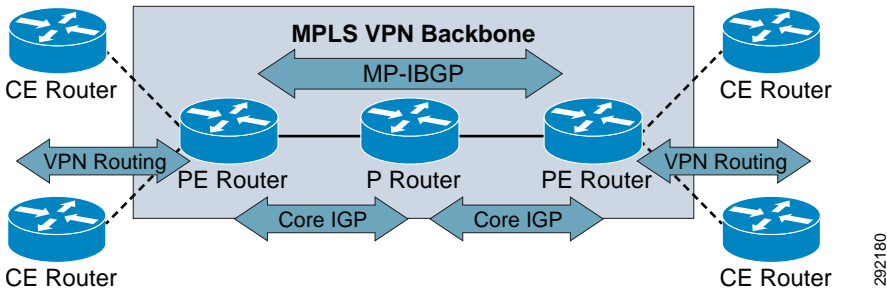 MPLS VPN Backbone
MP-IBGP
CE Router
CE Router
VPN Routing
PE Router
P Router
PE Router
VPN Routing
Core IGP
Core IGP
CE Router
CE Router
292180